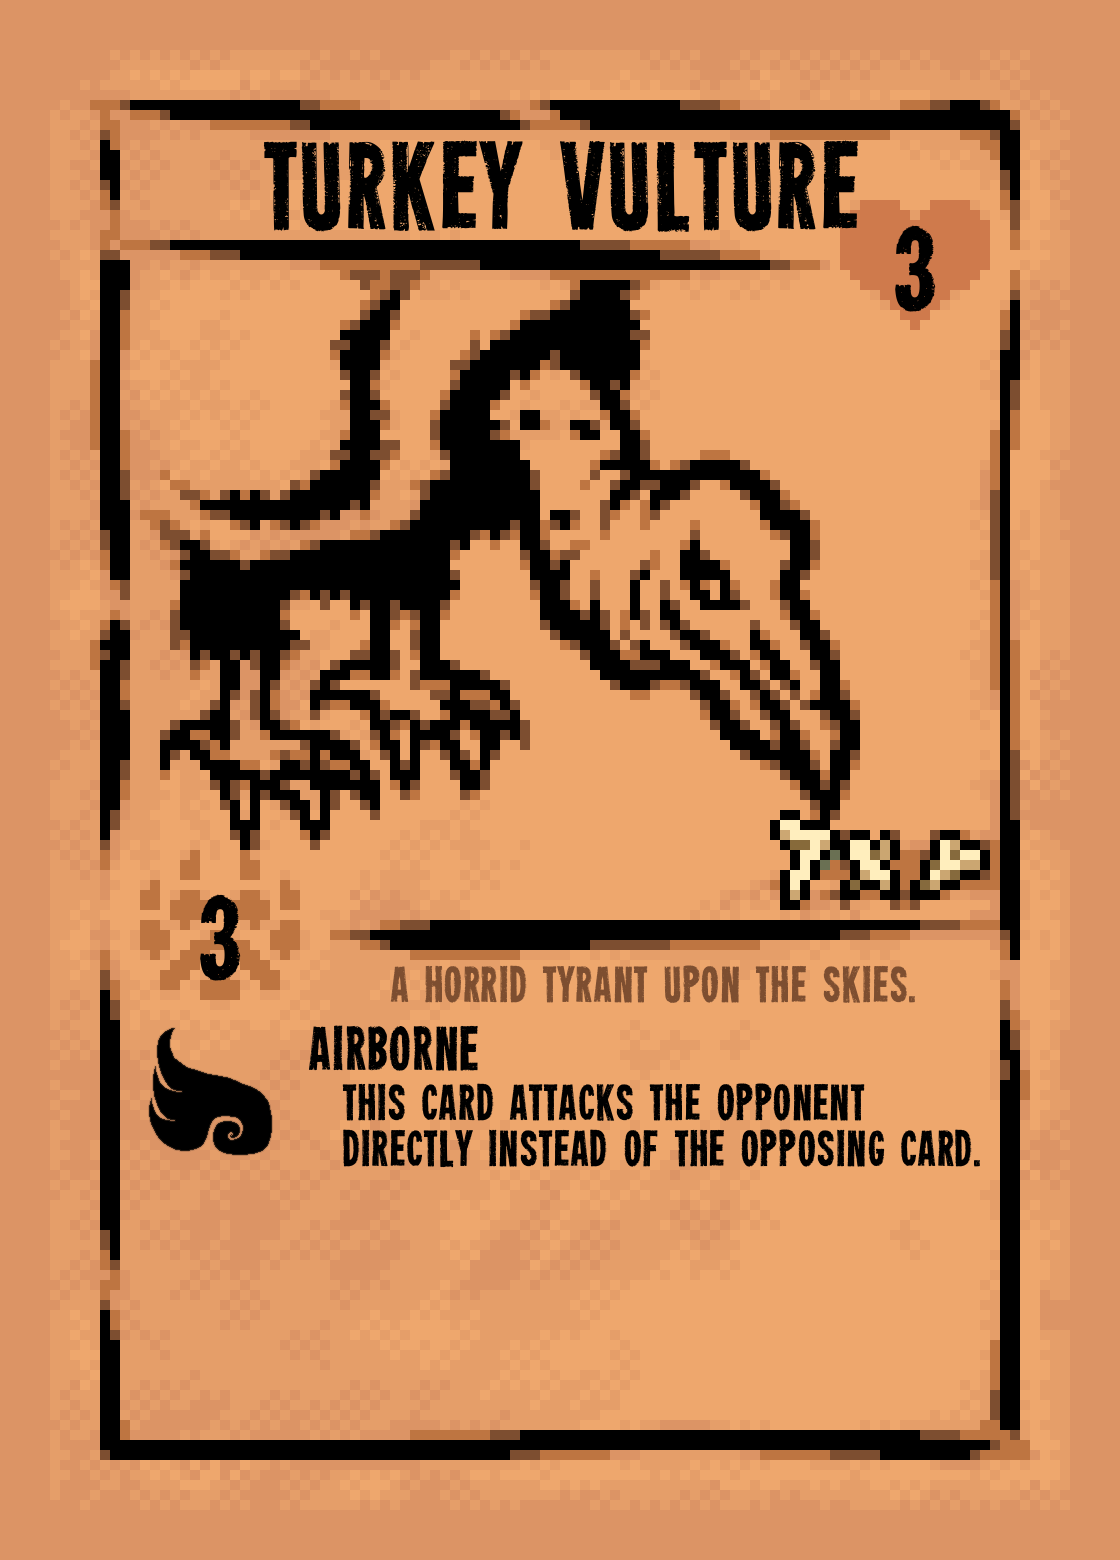 TURKEY VULTURE
3
7X▷
3
A HORRID TYRANT UPON THE SKIES.
AIRBORNE
THIS CARD ATTACKS THE OPPONENT
DIRECTLY INSTEAD OF THE OPPOSING CARD.